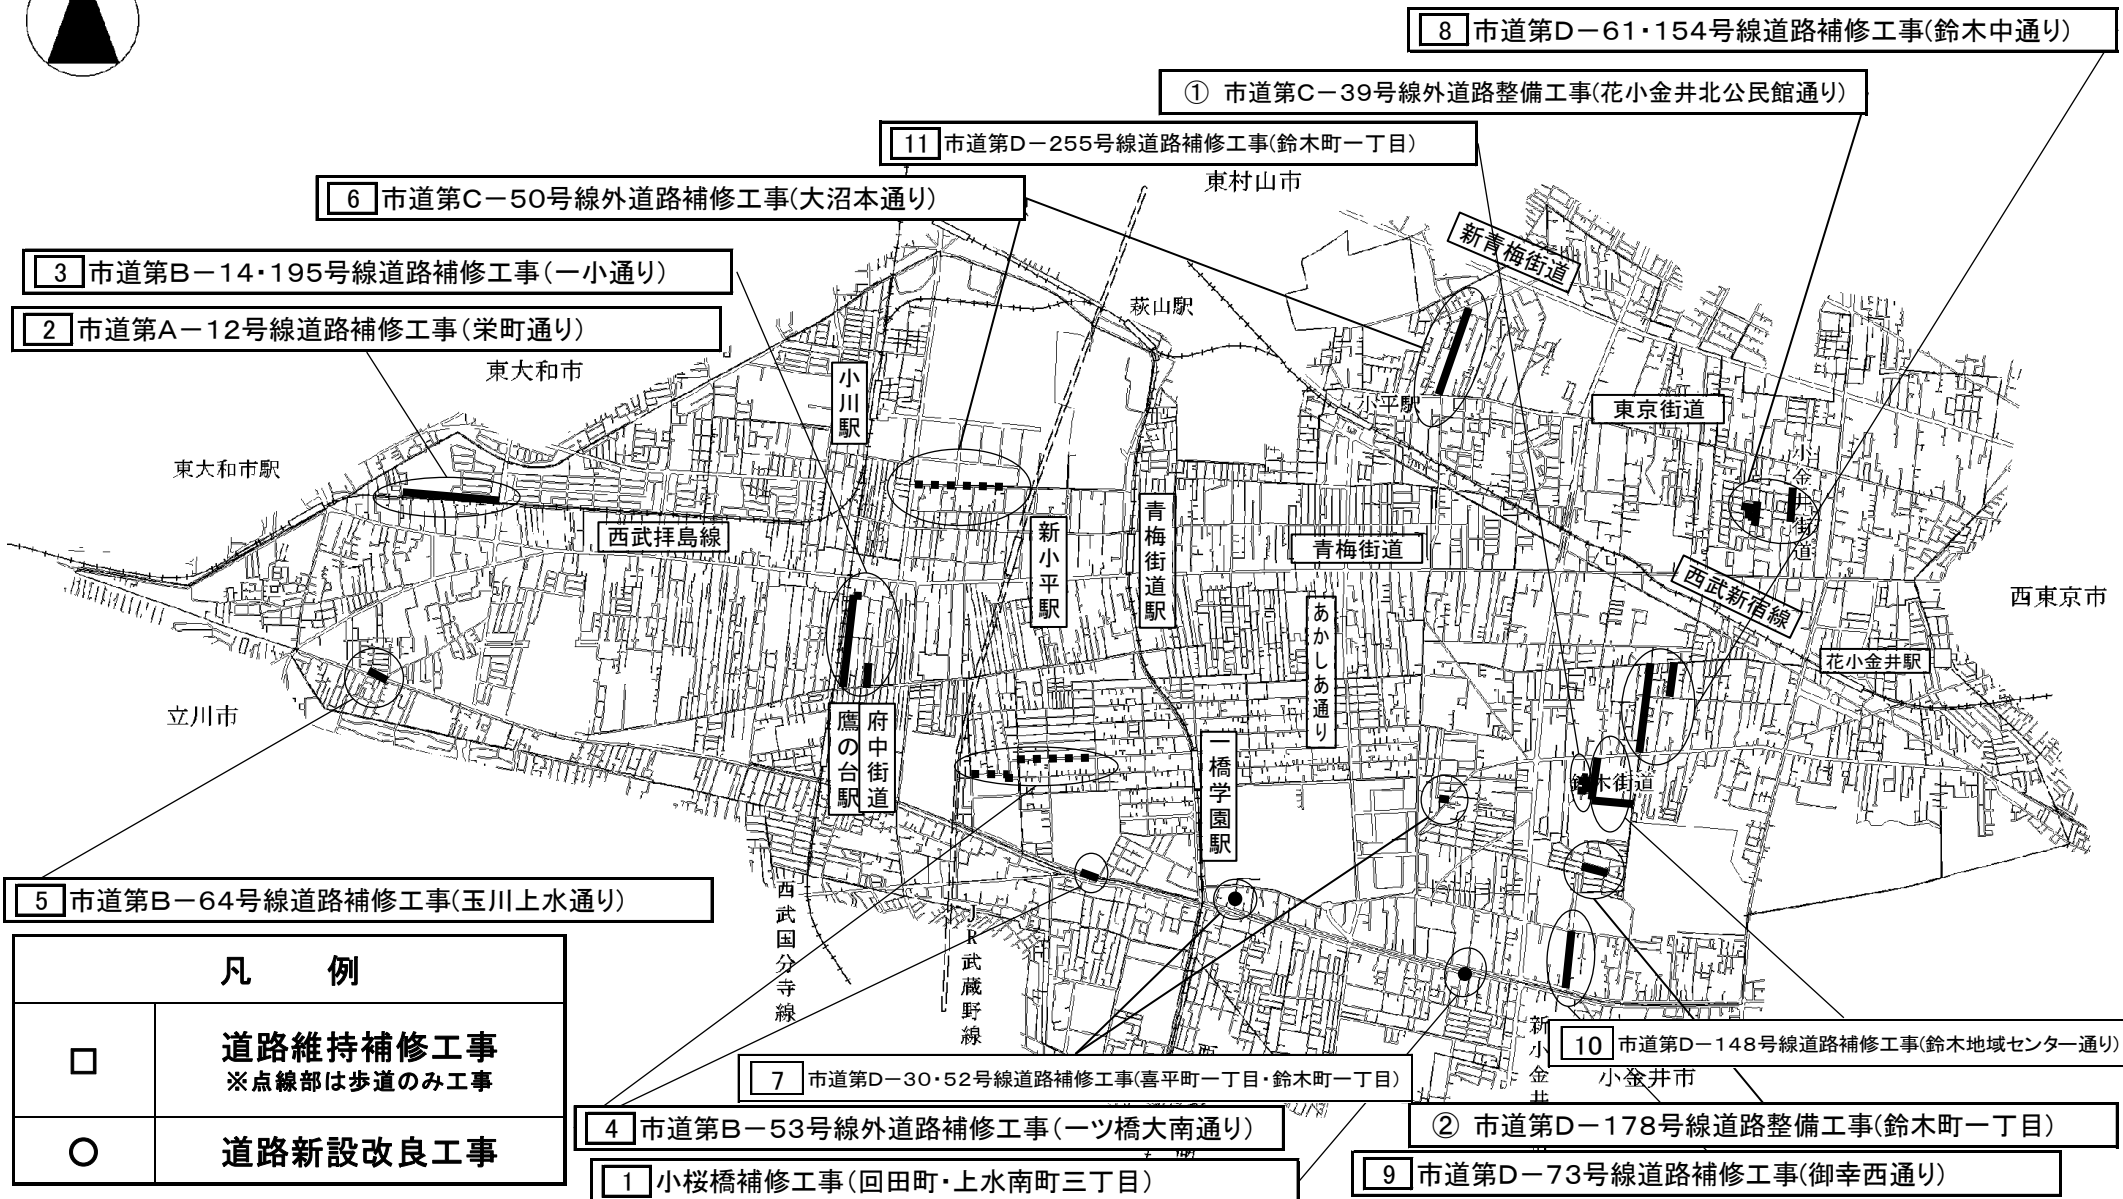 8 市道第D－61・154号線道路補修工事(鈴木中通り)
① 市道第C－39号線外道路整備工事(花小金井北公民館通り)
11 市道第D－255号線道路補修工事(鈴木町一丁目)
東村山市
6 市道第C－50号線外道路補修工事(大沼本通り)
新青梅街道
3 市道第B－14・195号線道路補修工事(一小通り)
萩山駅
2 市道第A－12号線道路補修工事(栄町通り)
東大和市
小川駅
小平駅
東京街道
東大和市駅
小金井街道
西武拝島線
新小平駅
青梅街道駅
青梅街道
西武新宿線
西東京市
あかしあ通り
花小金井駅
立川市
鷹の台駅
府中街道
一橋学園駅
鈴木街道
5 市道第B－64号線道路補修工事(玉川上水通り)
西武国分寺線
JR武蔵野線
凡 例
□ 道路維持補修工事
※点線部は歩道のみ工事
○ 道路新設改良工事
新小金井
10 市道第D－148号線道路補修工事(鈴木地域センター通り)
小金井市
7 市道第D－30・52号線道路補修工事(喜平町一丁目・鈴木町一丁目)
4 市道第B－53号線外道路補修工事(一ツ橋大南通り)
② 市道第D－178号線道路整備工事(鈴木町一丁目)
1 小桜橋補修工事(回田町・上水南町三丁目)
9 市道第D－73号線道路補修工事(御幸西通り)